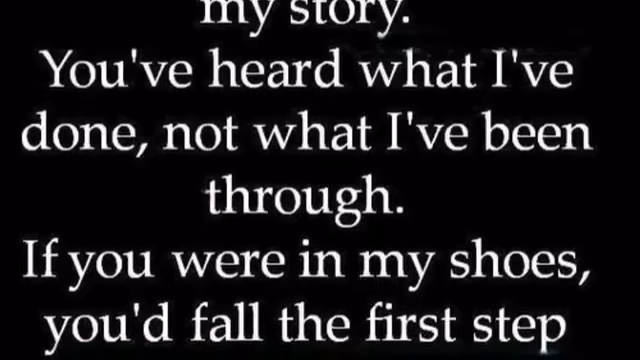 my story.
You've heard what I've
done, not what I've been
through.
If you were in my shoes,
you'd fall the first step